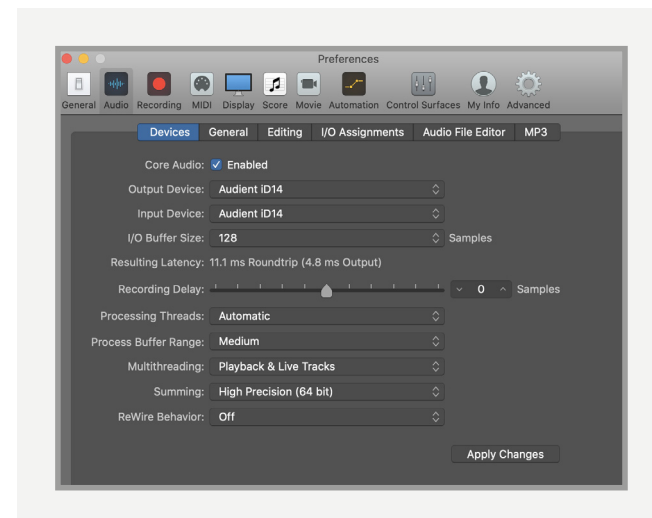 Preferences
General Audio Recording MIDI Display Score Movie Automation Control Surfaces My Info Advanced
Devices General Editing I/O Assignments Audio File Editor MP3
Core Audio: Enabled
Output Device: Audient iD14
Input Device: Audient iD14
I/O Buffer Size: 128 Samples
Resulting Latency: 11.1 ms Roundtrip (4.8 ms Output)
Recording Delay: 0 Samples
Processing Threads: Automatic
Process Buffer Range: Medium
Multithreading: Playback & Live Tracks
Summing: High Precision (64 bit)
ReWire Behavior: Off
Apply Changes